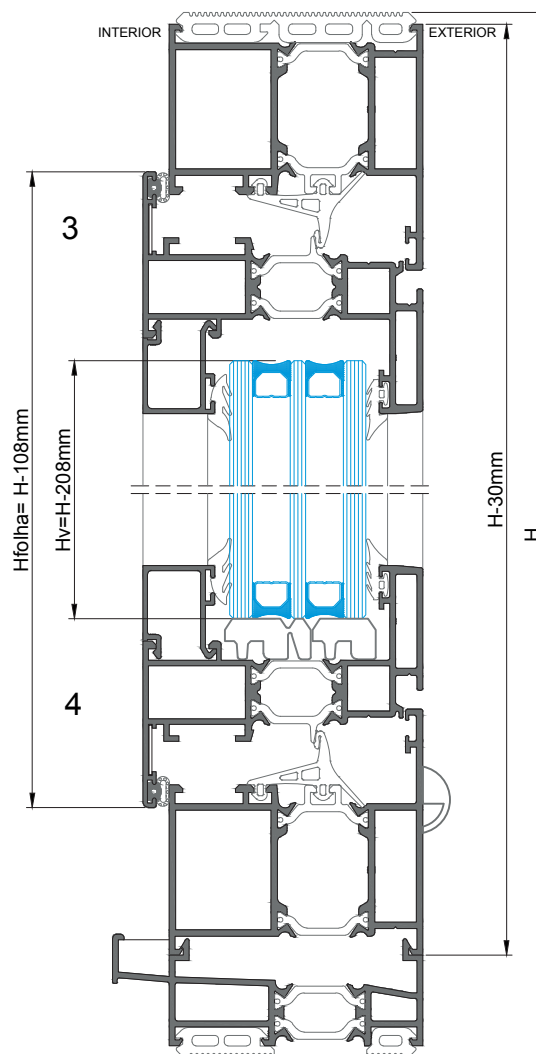 INTERIOR
EXTERIOR
3
Hfolha= H-108mm
Hv=H-208mm
H-30mm
H
4